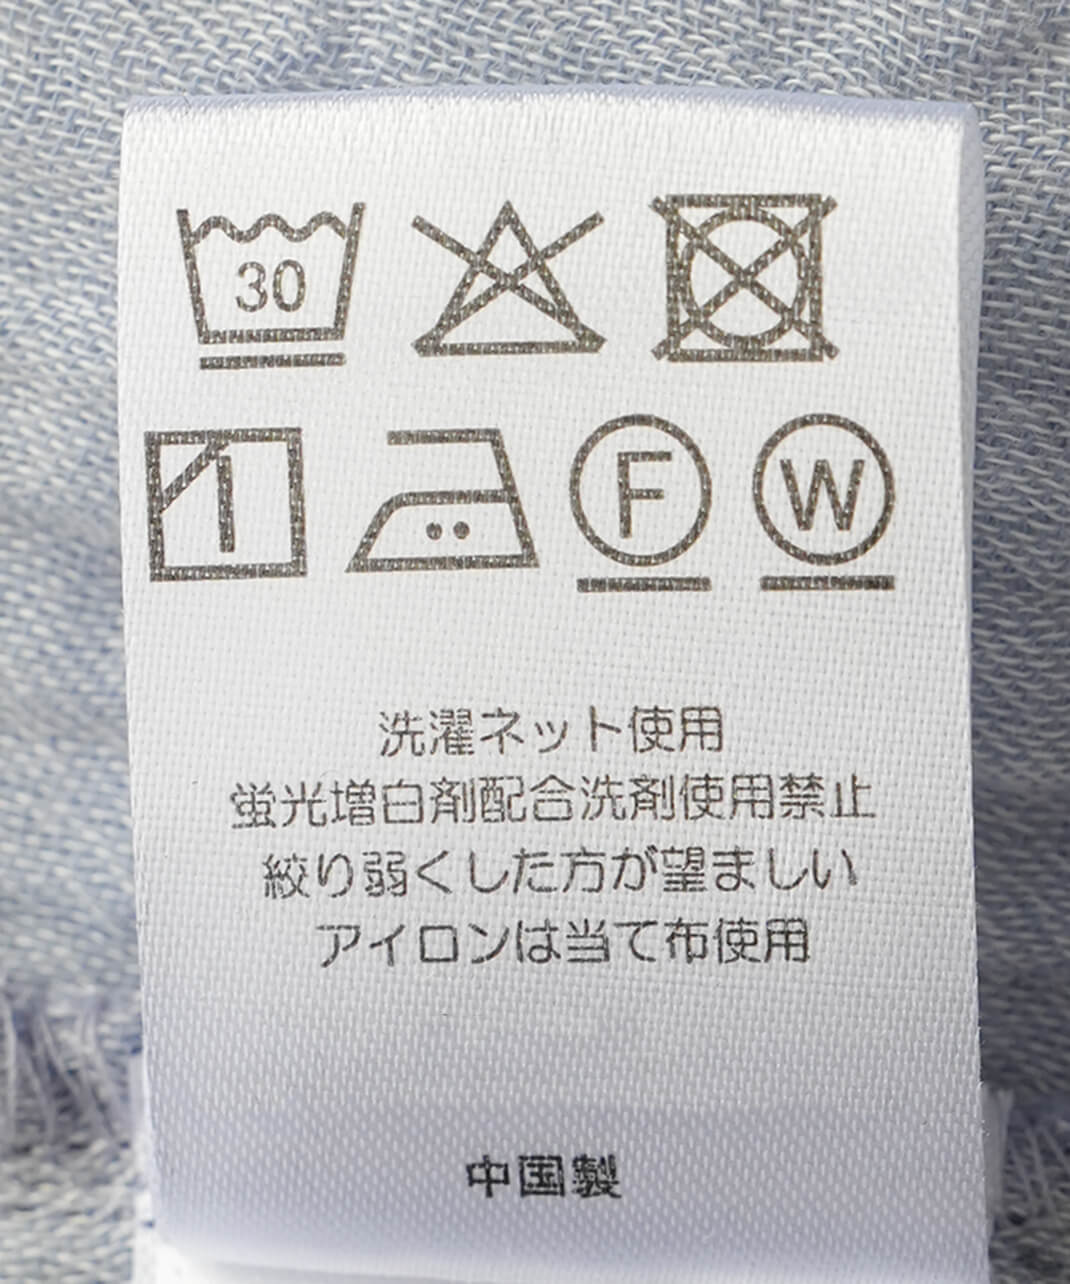 30
F W
洗濯ネット使用
蛍光増白剤配合洗剤使用禁止
絞り弱くした方が望ましい
アイロンは当て布使用
中国製